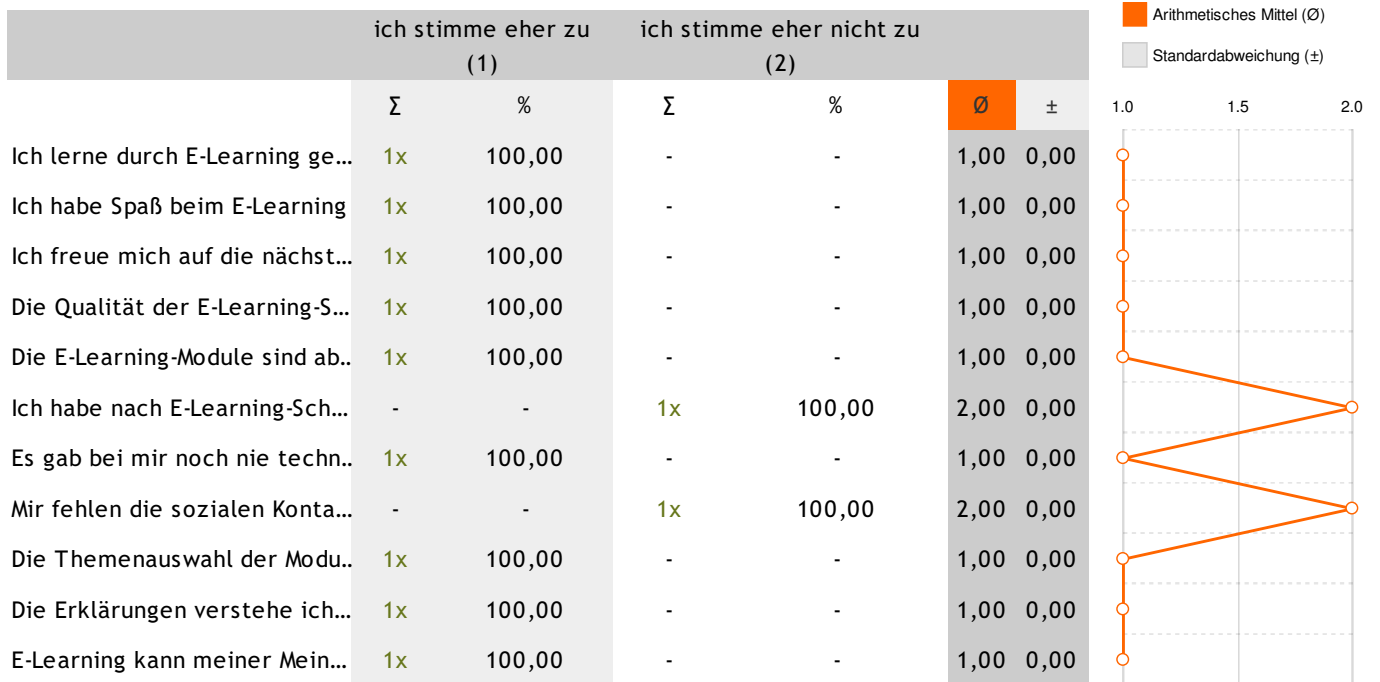 ich stimme eher zu (1) ich stimme eher nicht zu (2)
Arithmetisches Mittel (Ø)
Standardabweichung (±)
Σ % Σ % Ø ± 1.0 1.5 2.0
Ich lerne durch E-Learning ge... 1x 100,00 - - 1,00 0,00
Ich habe Spaß beim E-Learning 1x 100,00 - - 1,00 0,00
Ich freue mich auf die nächst... 1x 100,00 - - 1,00 0,00
Die Qualität der E-Learning-S... 1x 100,00 - - 1,00 0,00
Die E-Learning-Module sind ab.. 1x 100,00 - - 1,00 0,00
Ich habe nach E-Learning-Sch... - - 1x 100,00 2,00 0,00
Es gab bei mir noch nie techn.. 1x 100,00 - - 1,00 0,00
Mir fehlen die sozialen Konta... - - 1x 100,00 2,00 0,00
Die Themenauswahl der Modu.. 1x 100,00 - - 1,00 0,00
Die Erklärungen verstehe ich... 1x 100,00 - - 1,00 0,00
E-Learning kann meiner Mein... 1x 100,00 - - 1,00 0,00